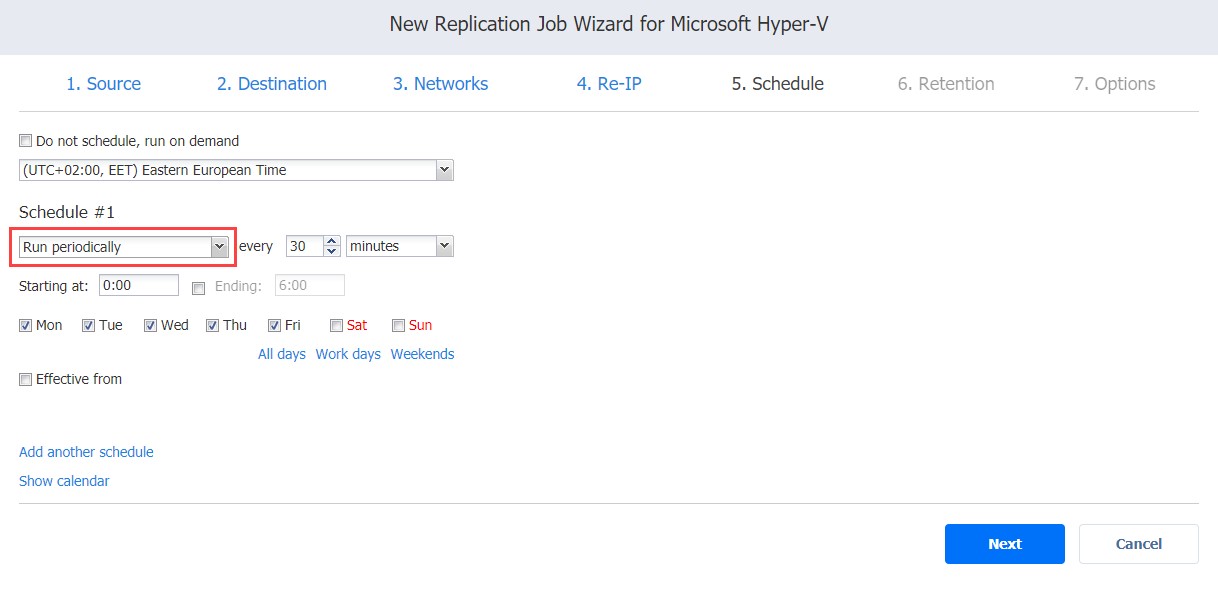 New Replication Job Wizard for Microsoft Hyper-V
1. Source 2. Destination 3. Networks 4. Re-IP 5. Schedule 6. Retention 7. Options
Do not schedule, run on demand
(UTC+02:00, EET) Eastern European Time
Schedule #1
Run periodically every 30 minutes
Starting at: 0:00 Ending: 6:00
Mon Tue Wed Thu Fri Sat Sun
All days Work days Weekends
Effective from
Add another schedule
Show calendar
Next Cancel